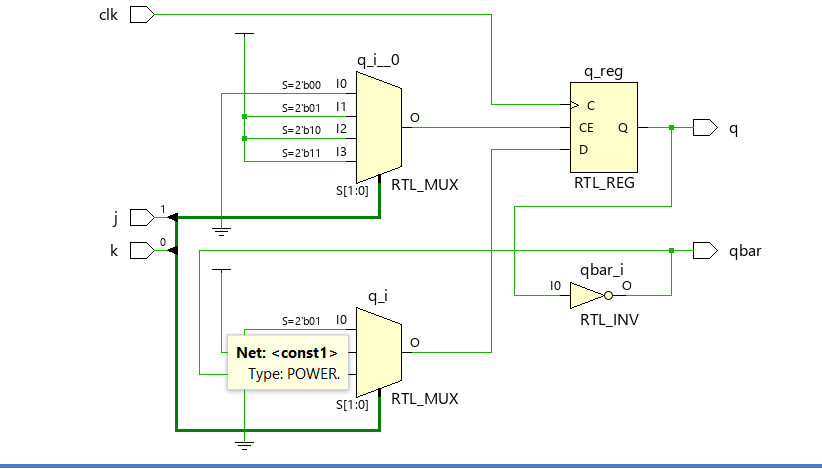 clk
q_i__0
q_reg
S=2'b00 I0
S=2'b01 I1
S=2'b10 I2
S=2'b11 I3
O
C
CE Q
D
q
S[1:0]
RTL_MUX
RTL_REG
j 1
k 0
qbar
qbar_i
I0 O
RTL_INV
q_i
S=2'b01 I0
O
Net: <const1>
Type: POWER.
S[1:0]
RTL_MUX